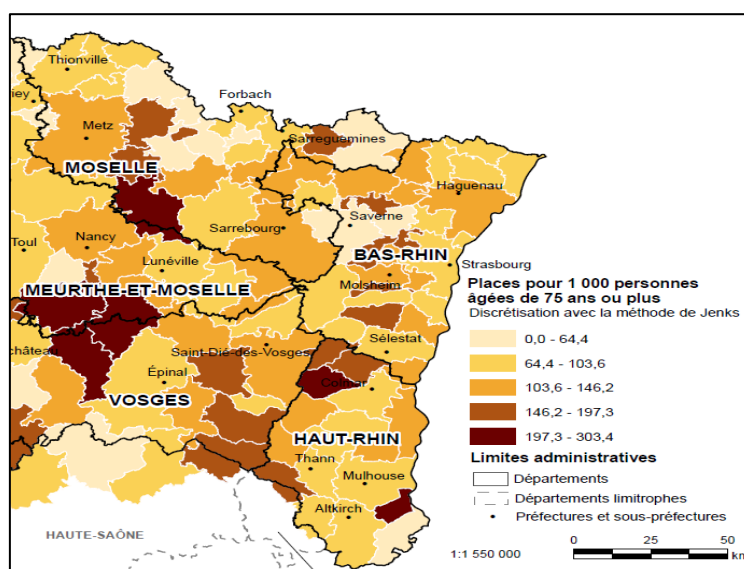 Thionville
Forbach
iey
Metz
Sarreguemines
MOSELLE
Haguenau
Saverne
Sarrebourg
Nancy
Toul
BAS-RHIN
Lunéville
Strasbourg
MEURTHE-ET-MOSELLE
Molsheim
château
Saint-Dié-des-Vosges
Sélestat
Épinal
Colmar
VOSGES
HAUT-RHIN
Thann
Mulhouse
Altkirch
HAUTE-SAÔNE
Places pour 1 000 personnes
âgées de 75 ans ou plus
Discrétisation avec la méthode de Jenks
0,0 - 64,4
64,4 - 103,6
103,6 - 146,2
146,2 - 197,3
197,3 - 303,4
Limites administratives
Départements
Départements limitrophes
Préfectures et sous-préfectures
1:1 550 000
0 25 50
km